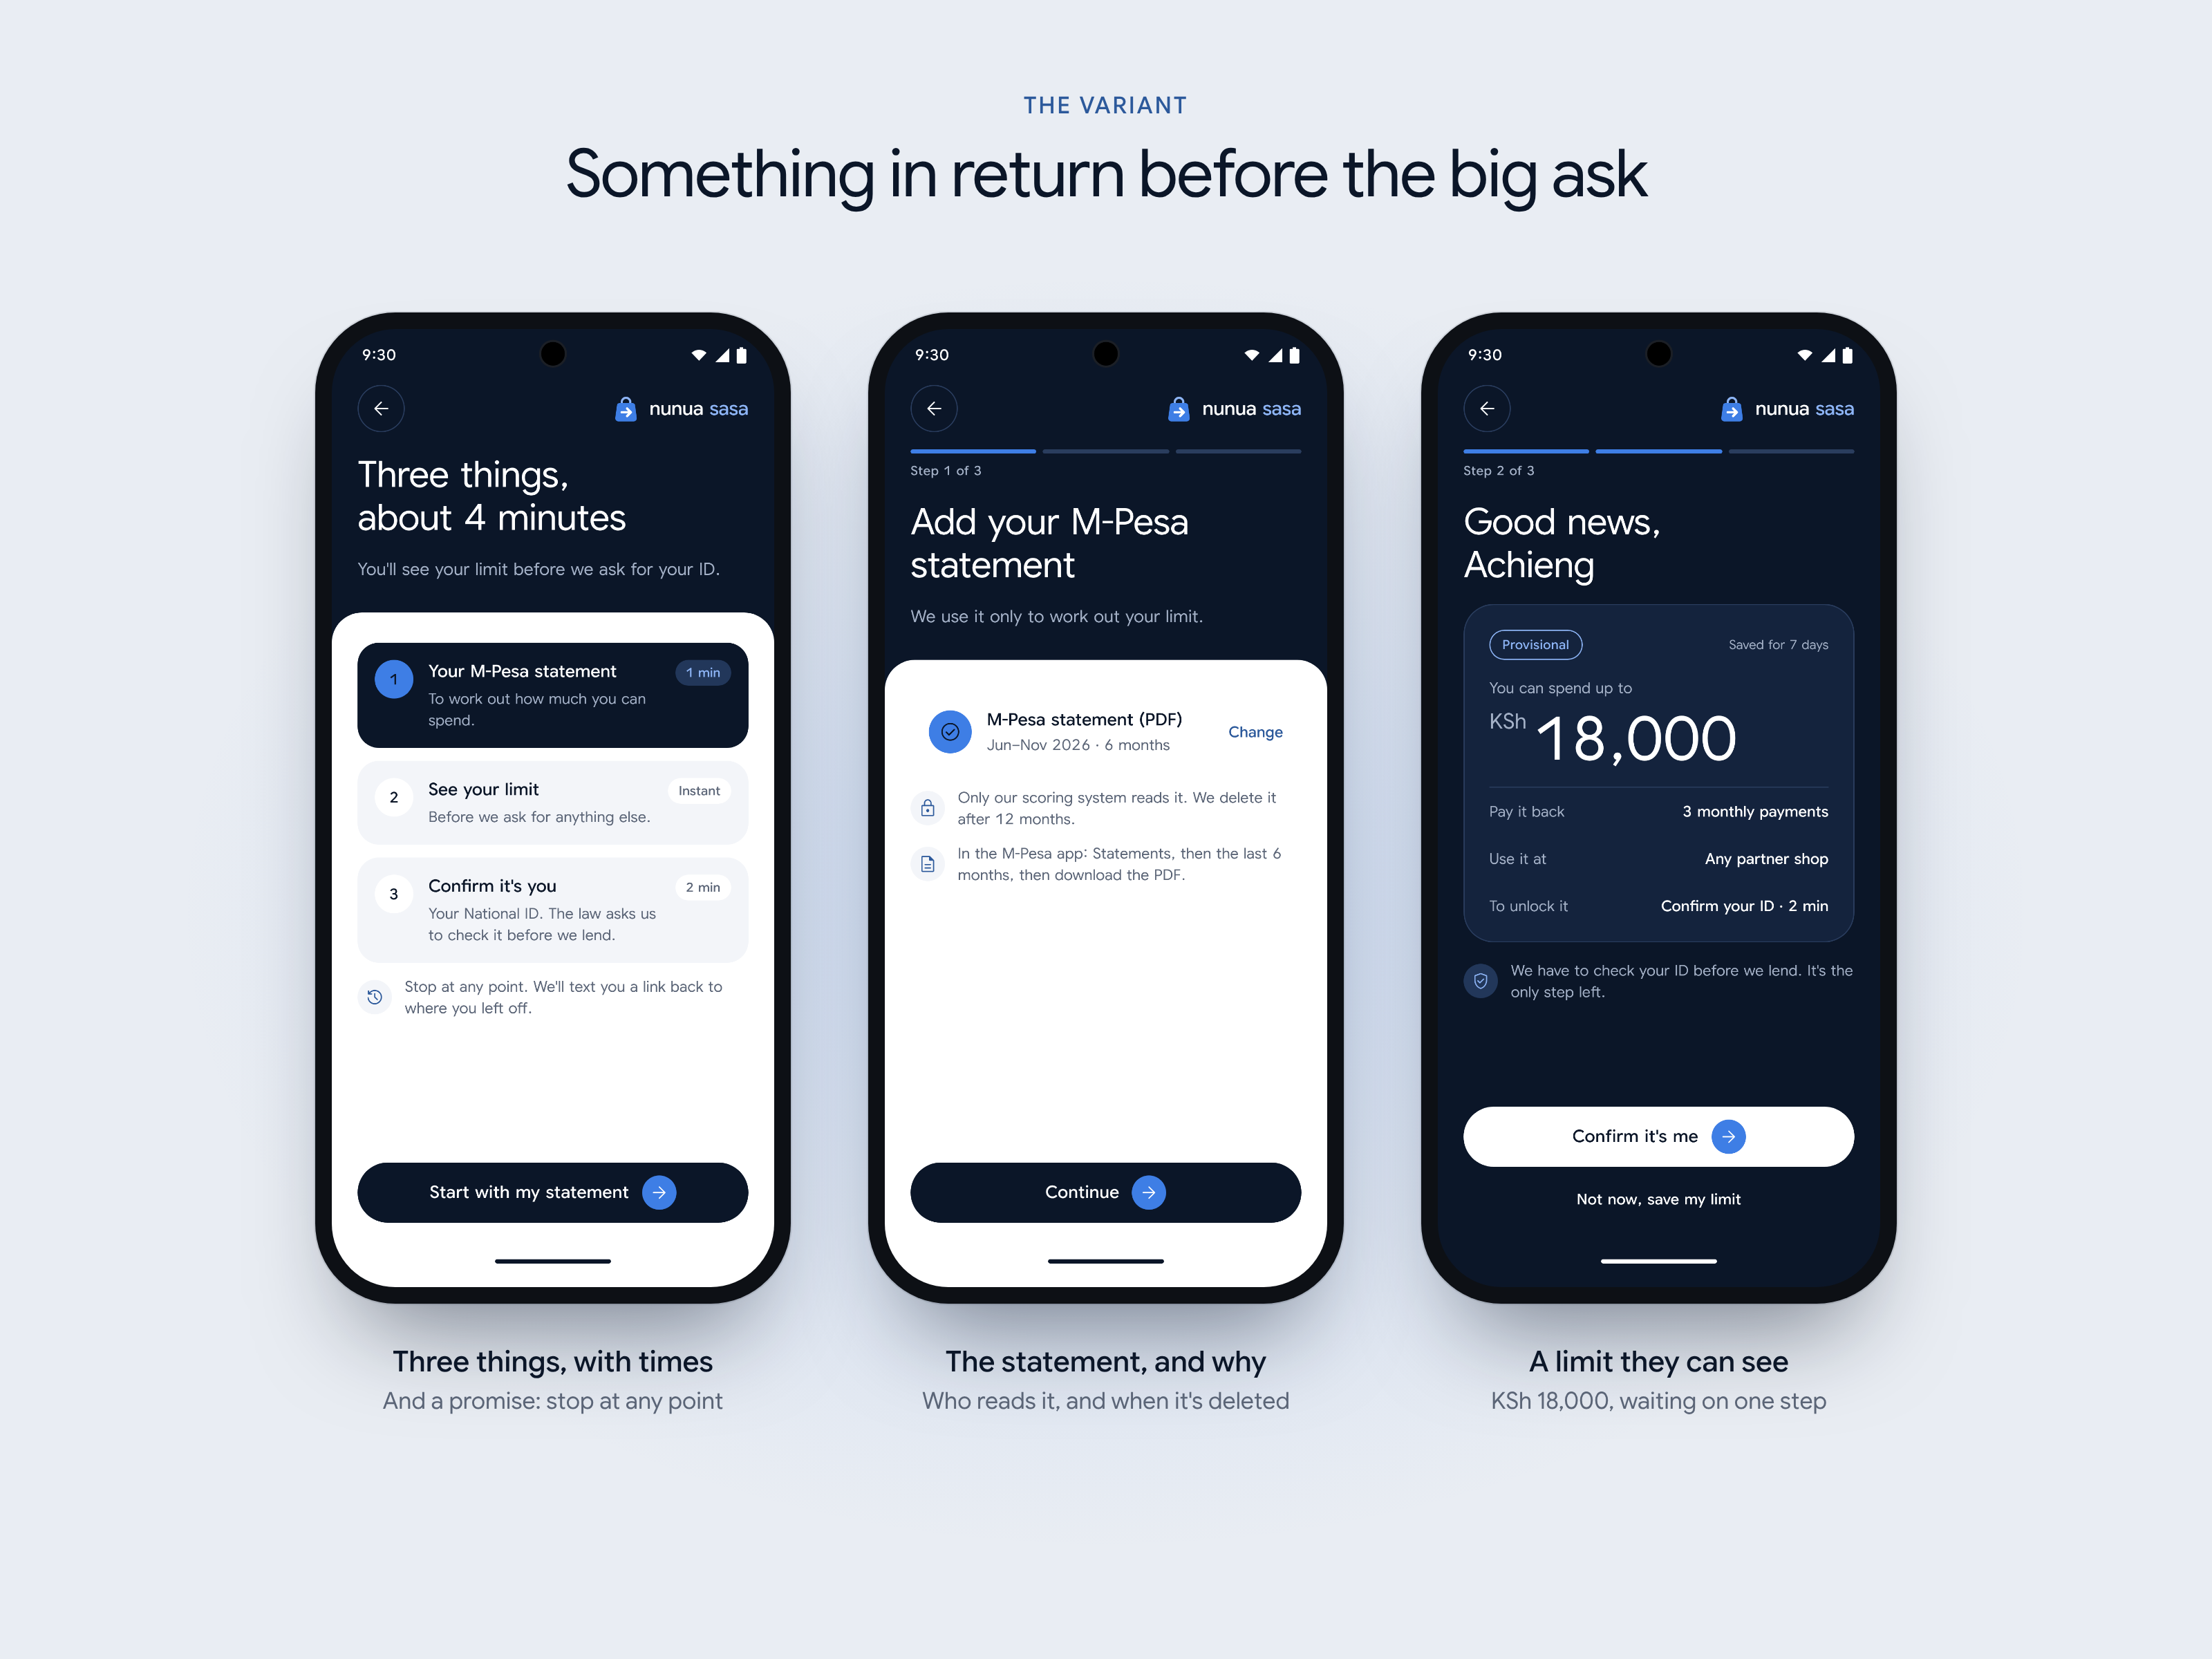 THE VARIANT
Something in return before the big ask
9:30
nunua sasa
Three things,
about 4 minutes
You'll see your limit before we ask for your ID.
1
Your M-Pesa statement
1 min
To work out how much you can
spend.
2
See your limit
Instant
Before we ask for anything else.
3
Confirm it's you
2 min
Your National ID. The law asks us
to check it before we lend.
Stop at any point. We'll text you a link back to
where you left off.
Start with my statement
Three things, with times
And a promise: stop at any point
9:30
nunua sasa
Step 1 of 3
Add your M-Pesa
statement
We use it only to work out your limit.
M-Pesa statement (PDF)
Jun–Nov 2026 · 6 months
Change
Only our scoring system reads it. We delete it
after 12 months.
In the M-Pesa app: Statements, then the last 6
months, then download the PDF.
Continue
The statement, and why
Who reads it, and when it's deleted
9:30
nunua sasa
Step 2 of 3
Good news,
Achieng
Provisional
Saved for 7 days
You can spend up to
KSh 18,000
Pay it back
3 monthly payments
Use it at
Any partner shop
To unlock it
Confirm your ID · 2 min
We have to check your ID before we lend. It's the
only step left.
Confirm it's me
Not now, save my limit
A limit they can see
KSh 18,000, waiting on one step